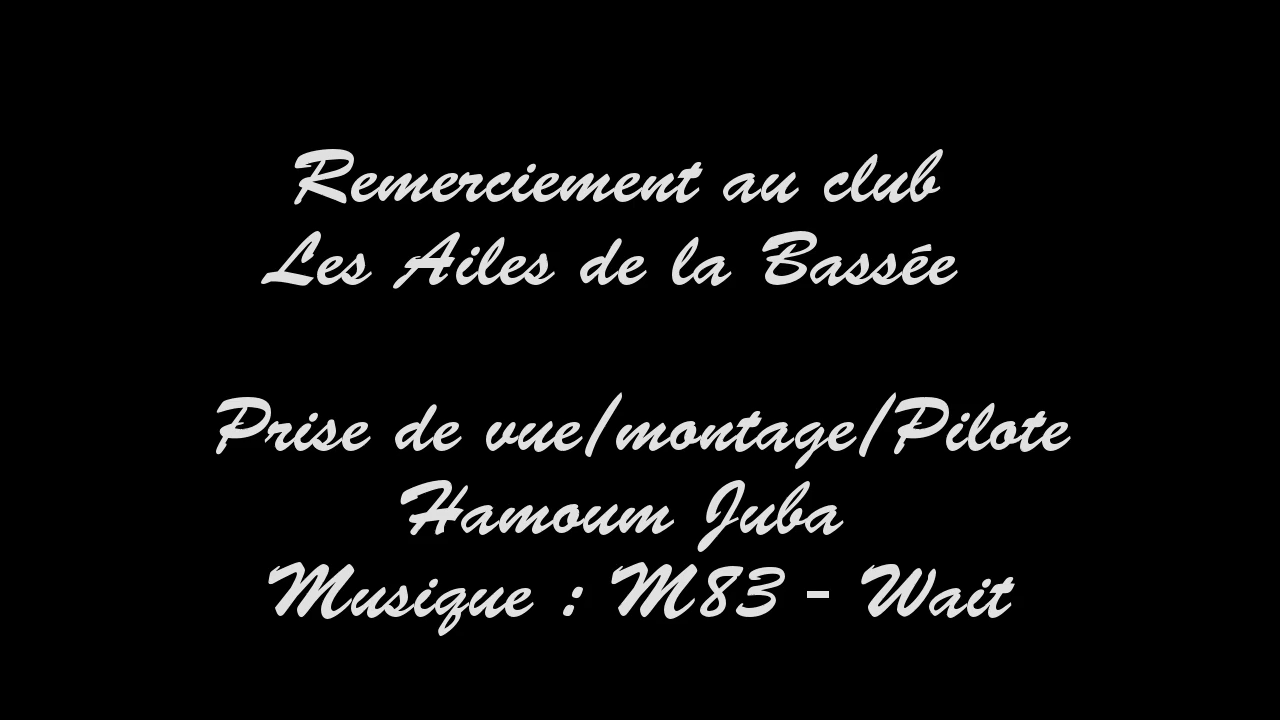 Remerciement au club
Les Ailes de la Bassée
Prise de vue/montage/Pilote
Hamoum Juba
Musique : M83 - Wait